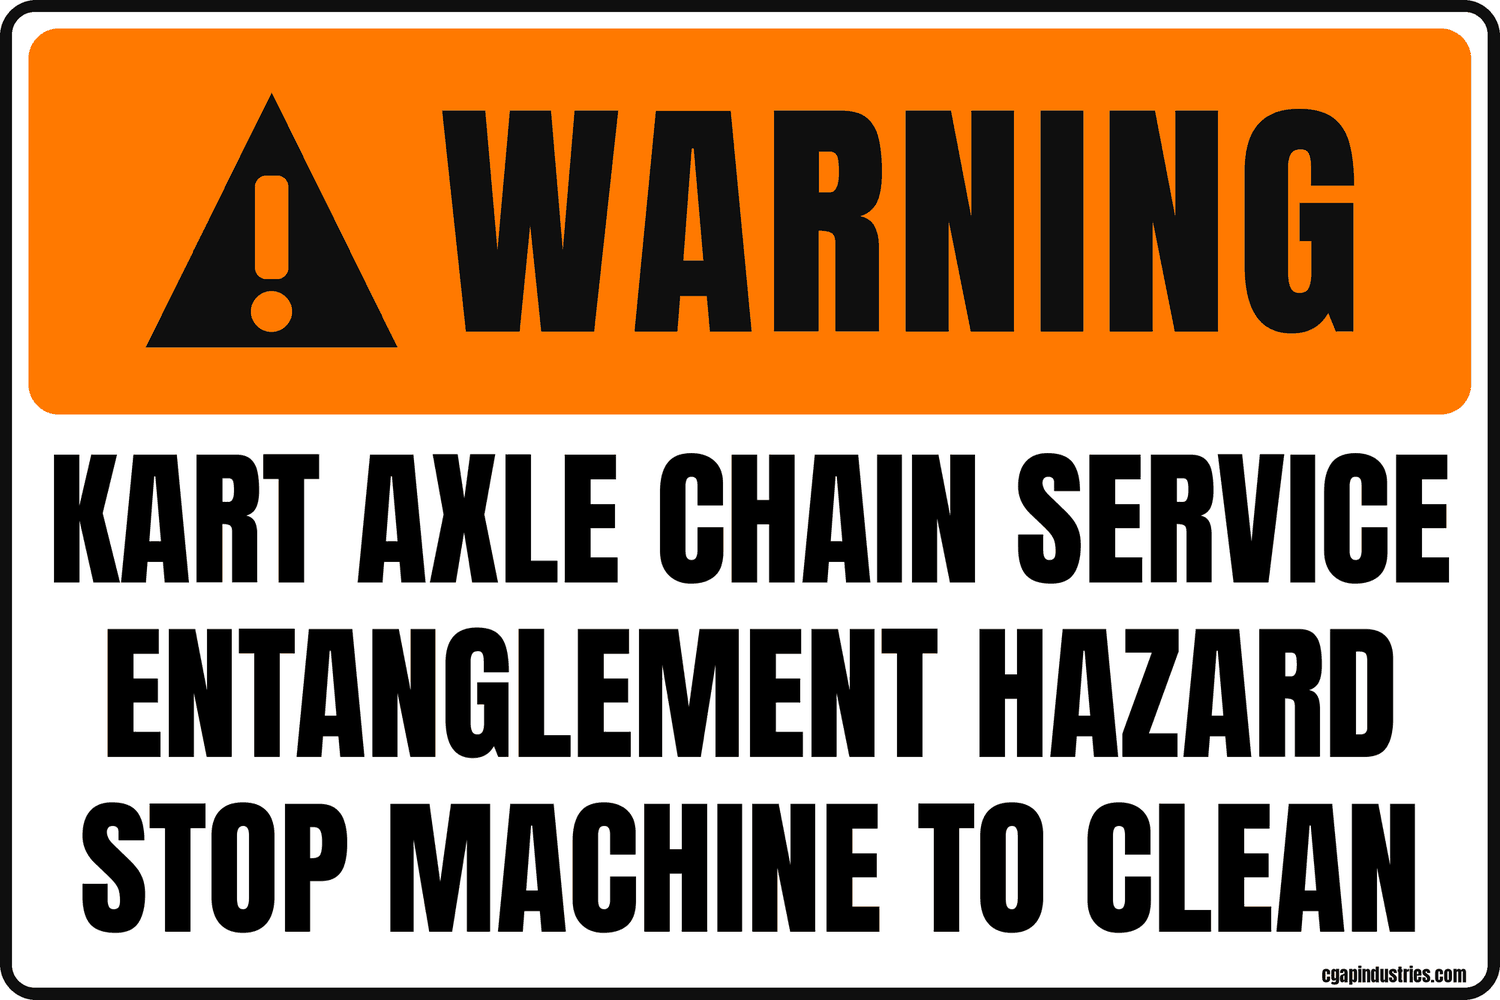 WARNING
KART AXLE CHAIN SERVICE
ENTANGLEMENT HAZARD
STOP MACHINE TO CLEAN
cgapindustries.com